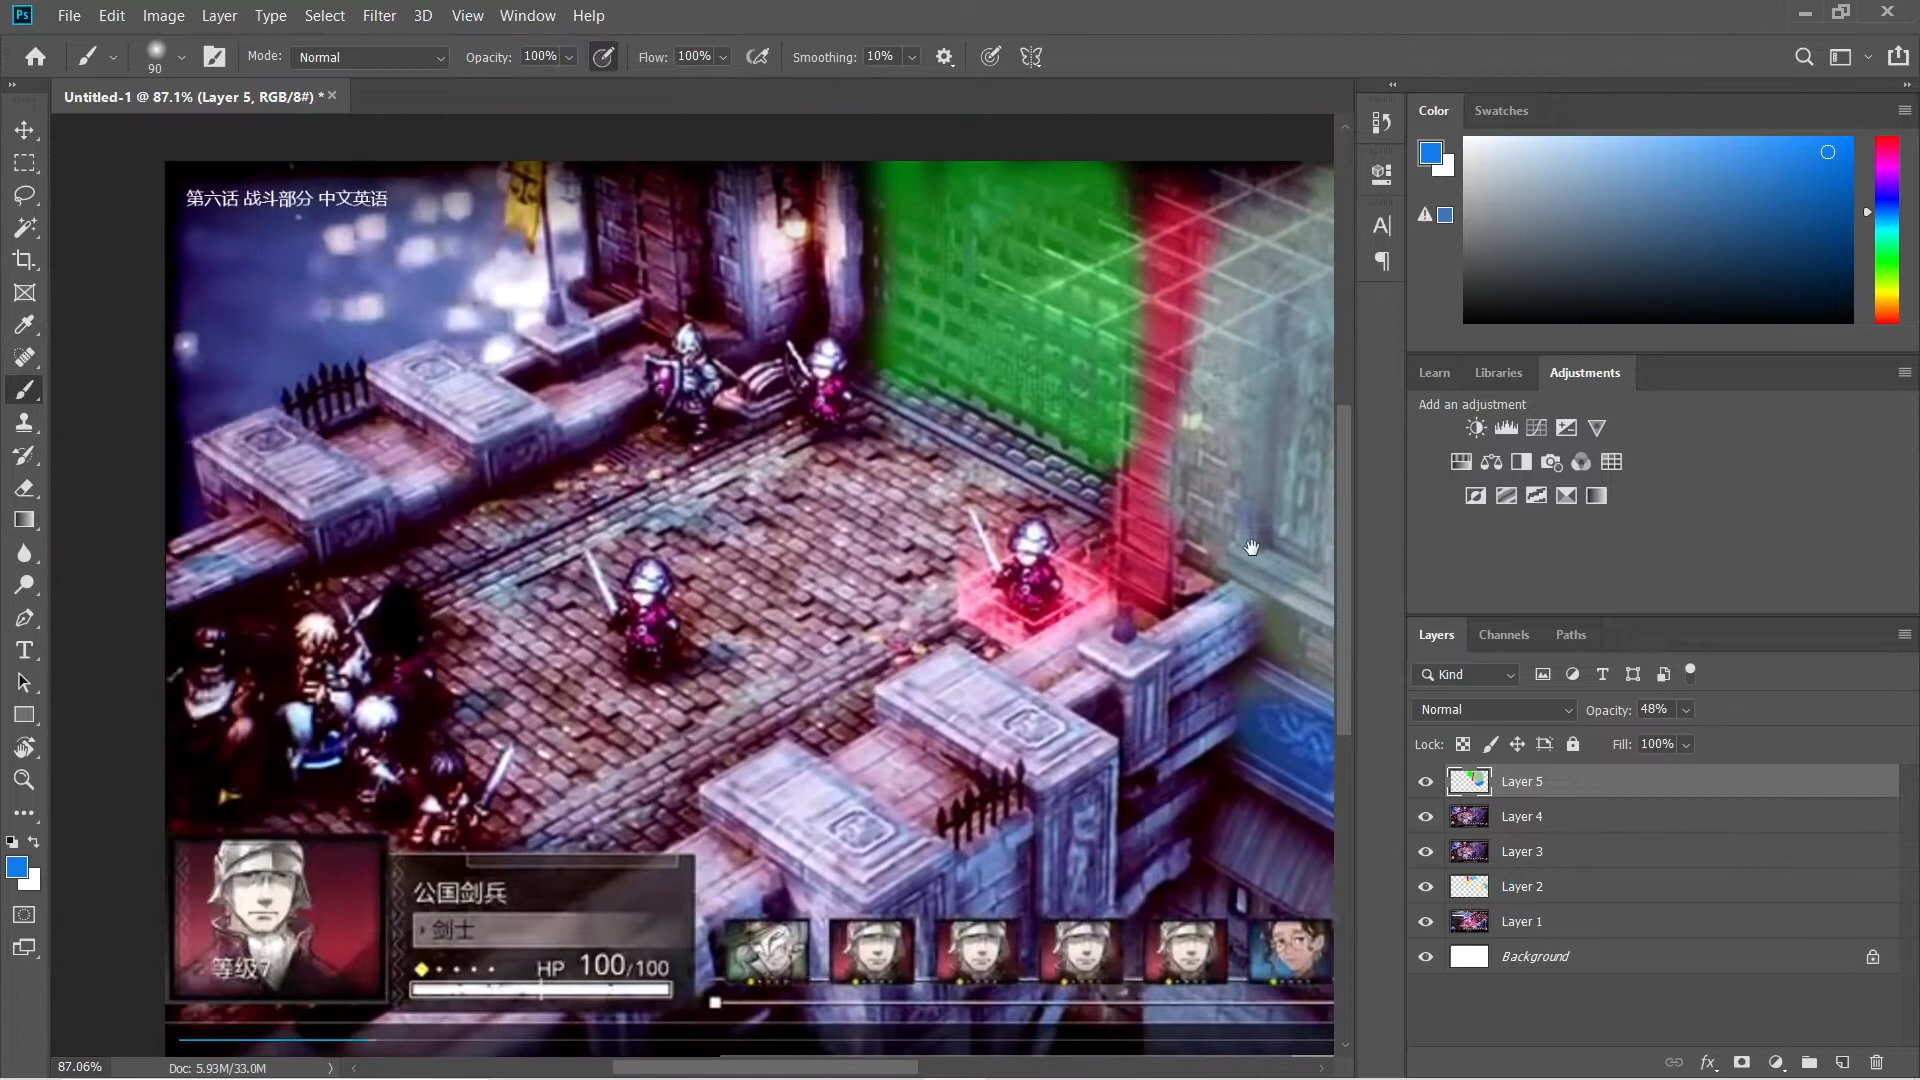 Ps File Edit Image Layer Type Select Filter 3D View Window Help
90 Mode: Normal Opacity: 100% Flow: 100% Smoothing: 10%
Untitled-1 @ 87.1% (Layer 5, RGB/8#) *
Color Swatches
第六话 战斗部分 中文英语
Learn Libraries Adjustments
Add an adjustment
Layers Channels Paths
Kind
Normal Opacity: 48%
Lock: Fill: 100%
Layer 5
Layer 4
Layer 3
Layer 2
Layer 1
Background
公国剑兵
剑士
等级7
HP 100/100
87.06% Doc: 5.93M/33.0M